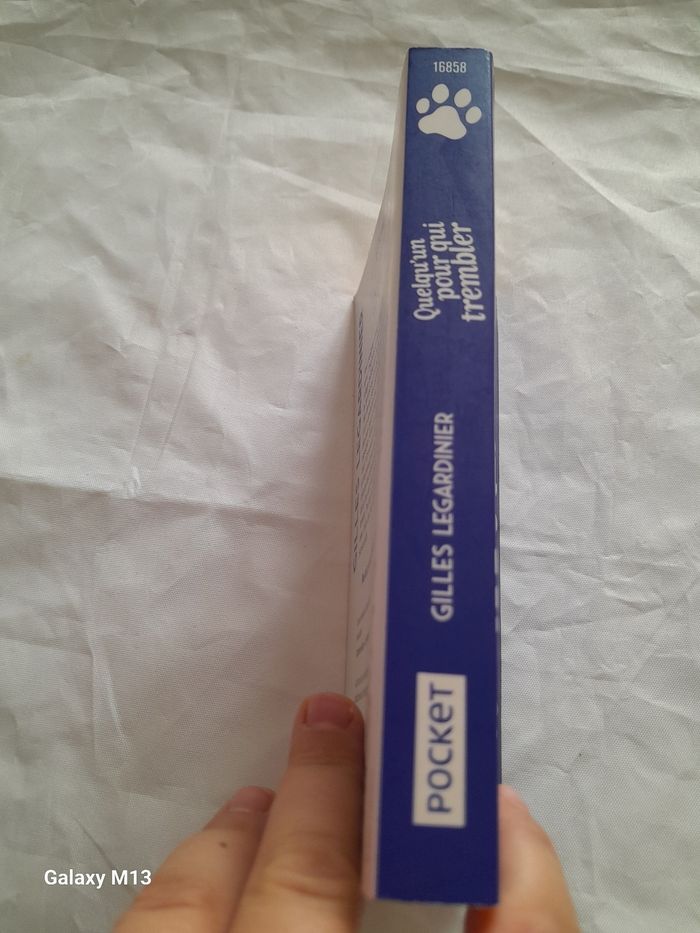 16858
Quelqu'un
pour qui
trembler
GILLES LEGARDINIER
POCKET
Galaxy M13